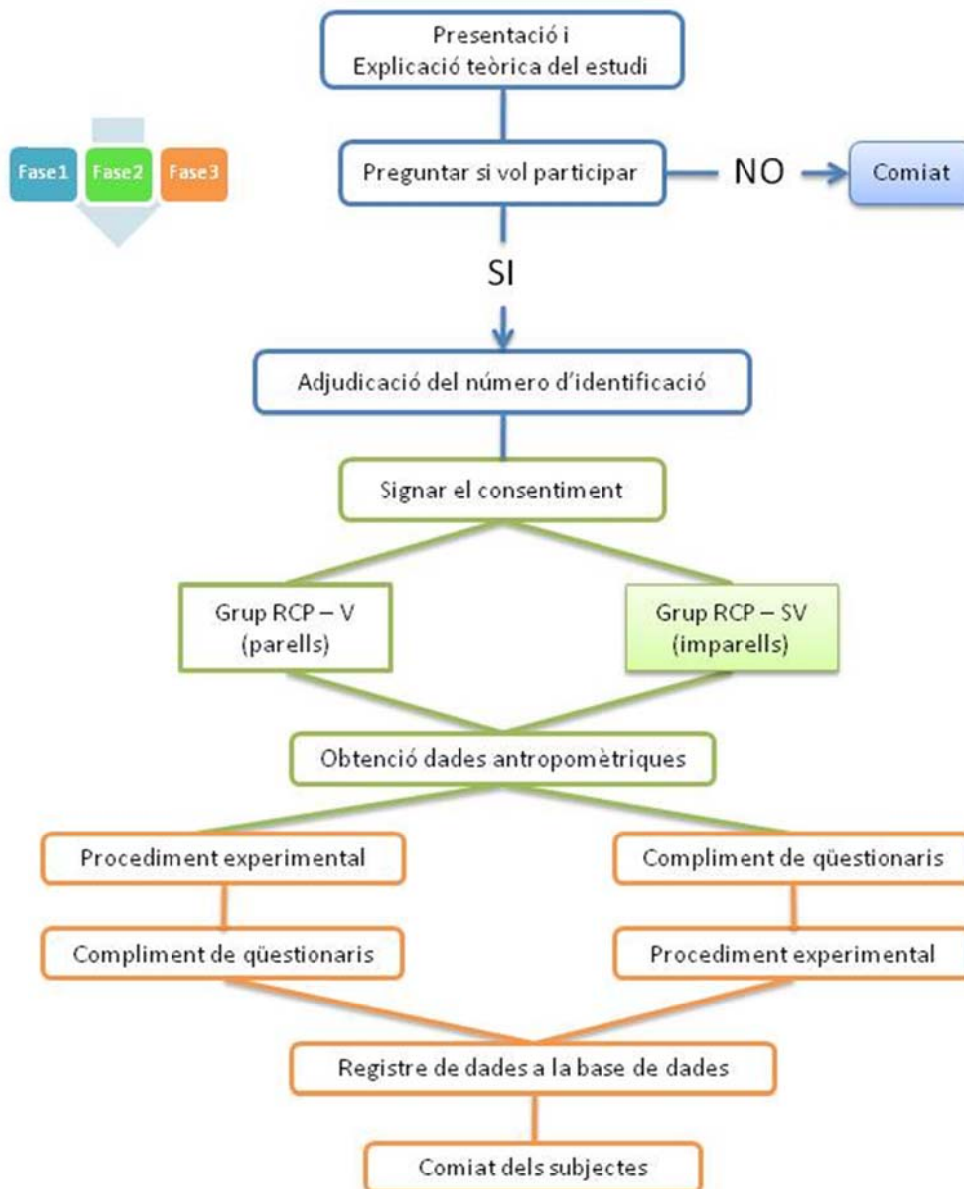 Presentació i
Explicació teòrica del estudi
Fase1
Fase2
Fase3
Preguntar si vol participar
NO
Comiat
SI
Adjudicació del número d'identificació
Signar el consentiment
Grup RCP – V
(parells)
Grup RCP – SV
(imparells)
Obtenció dades antropomètriques
Procediment experimental
Compliment de qüestionaris
Compliment de qüestionaris
Procediment experimental
Registre de dades a la base de dades
Comiat dels subjectes